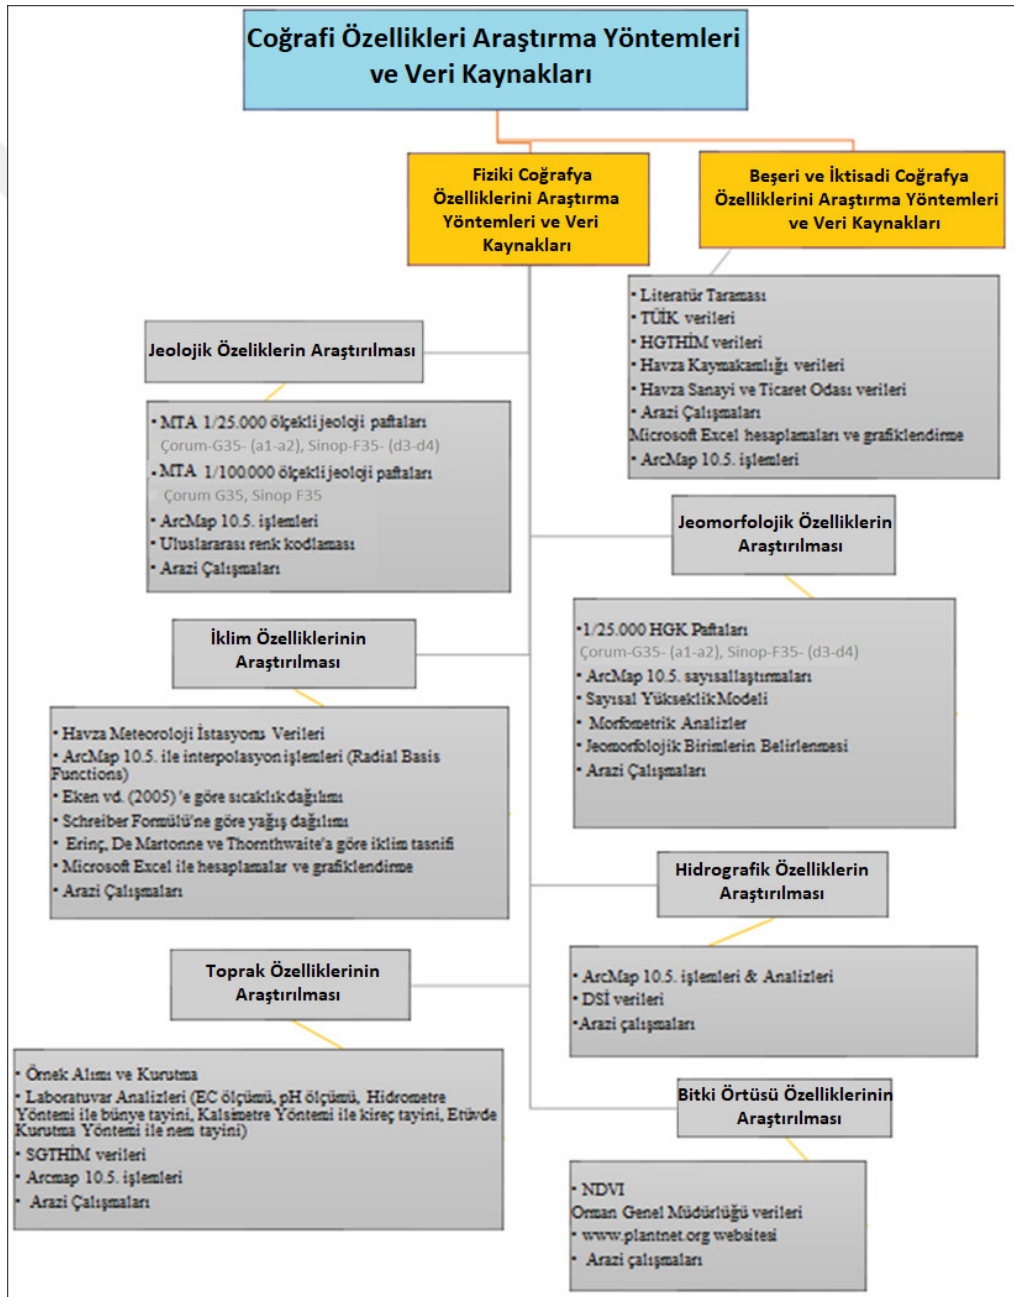 Coğrafi Özellikleri Araştırma Yöntemleri
ve Veri Kaynakları
Fiziki Coğrafya
Özelliklerini Araştırma
Yöntemleri ve Veri
Kaynakları
Beşeri ve İktisadi Coğrafya
Özelliklerini Araştırma Yöntemleri
ve Veri Kaynakları
• Literatür Taraması
• TÜİK verileri
• HGTHİM verileri
• Havza Kaymakamlığı verileri
• Havza Sanayi ve Ticaret Odası verileri
• Arazi Çalışmaları
Microsoft Excel hesaplamaları ve grafiklendirme
• ArcMap 10.5. işlemleri
Jeolojik Özeliklerin Araştırılması
• MTA 1/25.000 ölçekli jeoloji paftaları
Çorum-G35- (a1-a2), Sinop-F35- (d3-d4)
• MTA 1/100.000 ölçekli jeoloji paftaları
Çorum G35, Sinop F35
• ArcMap 10.5. işlemleri
• Uluslararası renk kodlaması
• Arazi Çalışmaları
Jeomorfolojik Özelliklerin
Araştırılması
•1/25.000 HGK Paftaları
Çorum-G35- (a1-a2), Sinop-F35- (d3-d4)
• ArcMap 10.5. sayısallaştırmaları
• Sayısal Yükseklik Modeli
• Morfometrik Analizler
• Jeomorfolojik Birimlerin Belirlenmesi
• Arazi Çalışmaları
İklim Özelliklerinin
Araştırılması
• Havza Meteoroloji İstasyonu Verileri
• ArcMap 10.5. ile interpolasyon işlemleri (Radial Basis
Functions)
• Eken vd. (2005) 'e göre sıcaklık dağılımı
• Schreiber Formülü'ne göre yağış dağılımı
• Erinç, De Martonne ve Thornthwaite'a göre iklim tasnifi
• Microsoft Excel ile hesaplamalar ve grafiklendirme
• Arazi Çalışmaları
Hidrografik Özelliklerin
Araştırılması
• ArcMap 10.5. işlemleri & Analizleri
• DSİ verileri
•Arazi çalışmaları
Toprak Özelliklerinin
Araştırılması
• Örnek Alımı ve Kurutma
• Laboratuvar Analizleri (EC ölçümü, pH ölçümü, Hidrometre
Yöntemi ile bünye tayini, Kalsimetre Yöntemi ile kireç tayini, Etüvde
Kurutma Yöntemi ile nem tayini)
• SGTHİM verileri
• Arcmap 10.5. işlemleri
• Arazi Çalışmaları
Bitki Örtüsü Özelliklerinin
Araştırılması
• NDVI
Orman Genel Müdürlüğü verileri
• www.plantnet.org websitesi
• Arazi çalışmaları